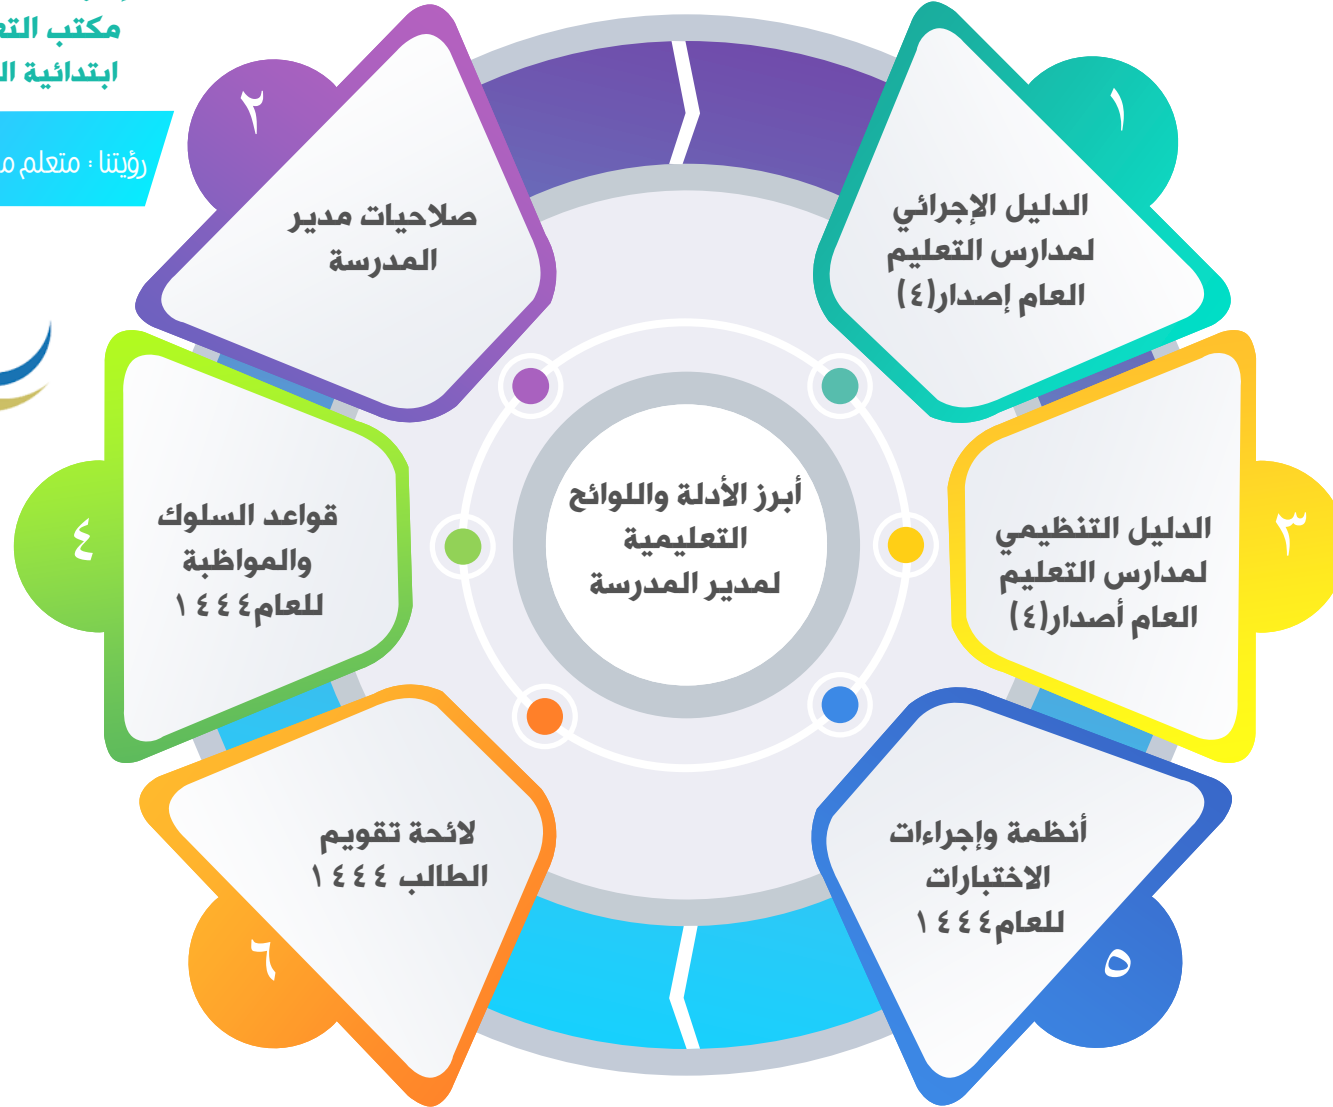 مكتب
ابتدائية
رؤيتنا : متعلم
١
الدليل الإجرائي
لمدارس التعليم
العام إصدار(٤)
٢
صلاحيات مدير
المدرسة
٣
الدليل التنظيمي
لمدارس التعليم
العام أصدار(٤)
٤
قواعد السلوك
والمواظبة
للعام١٤٤٤
٥
أنظمة وإجراءات
الاختبارات
للعام١٤٤٤
٦
لائحة تقويم
الطالب ١٤٤٤
أبرز الأدلة واللوائح
التعليمية
لمدير المدرسة